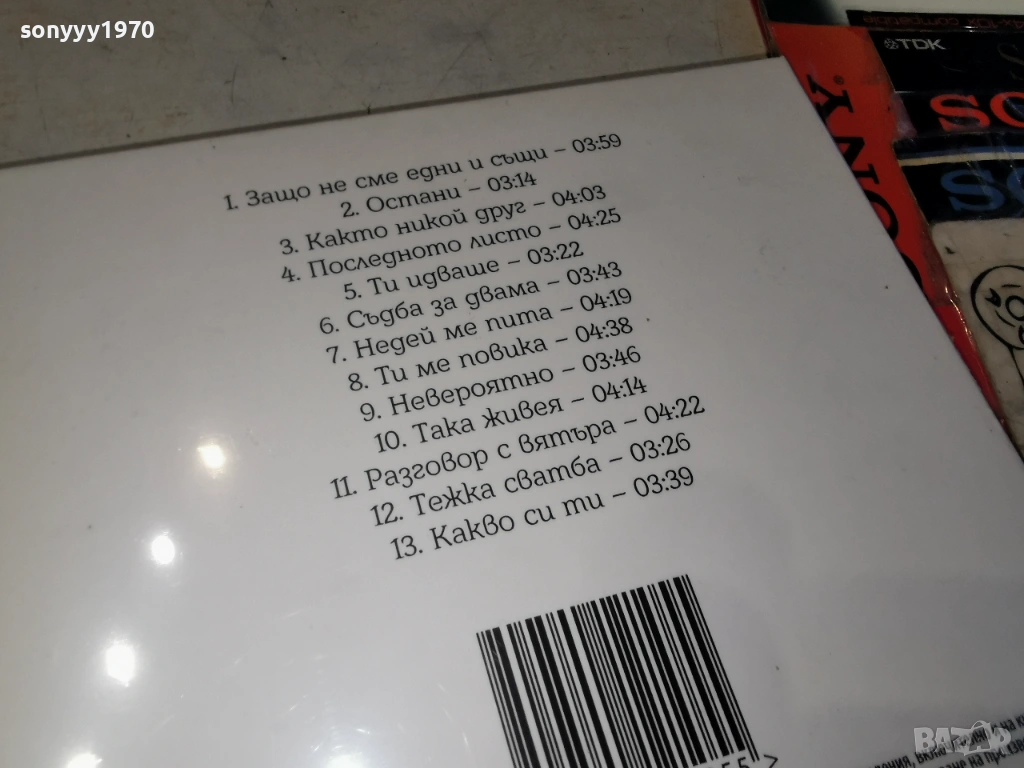 sonyyy1970
TDK
SONY
1. Защо не сме едни и същи – 03:59
2. Остани – 03:14
3. Както никой друг – 04:03
4. Последното листо – 04:25
5. Ти идваше – 03:22
6. Съдба за двама – 03:43
7. Недей ме пита – 04:19
8. Ти ме повика – 04:38
9. Невероятно – 03:46
10. Така живея – 04:14
11. Разговор с вятъра – 04:22
12. Тежка сватба – 03:26
13. Какво си ти – 03:39
BAZAR